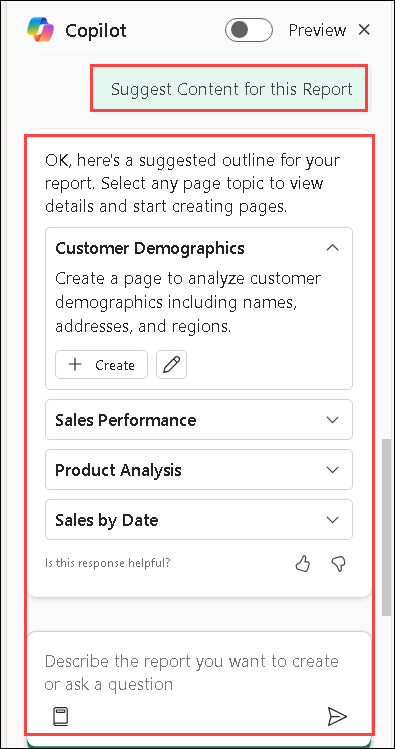 Copilot
Preview
Suggest Content for this Report
OK, here's a suggested outline for your
report. Select any page topic to view
details and start creating pages.
Customer Demographics
Create a page to analyze customer
demographics including names,
addresses, and regions.
Create
Sales Performance
Product Analysis
Sales by Date
Is this response helpful?
Describe the report you want to create
or ask a question